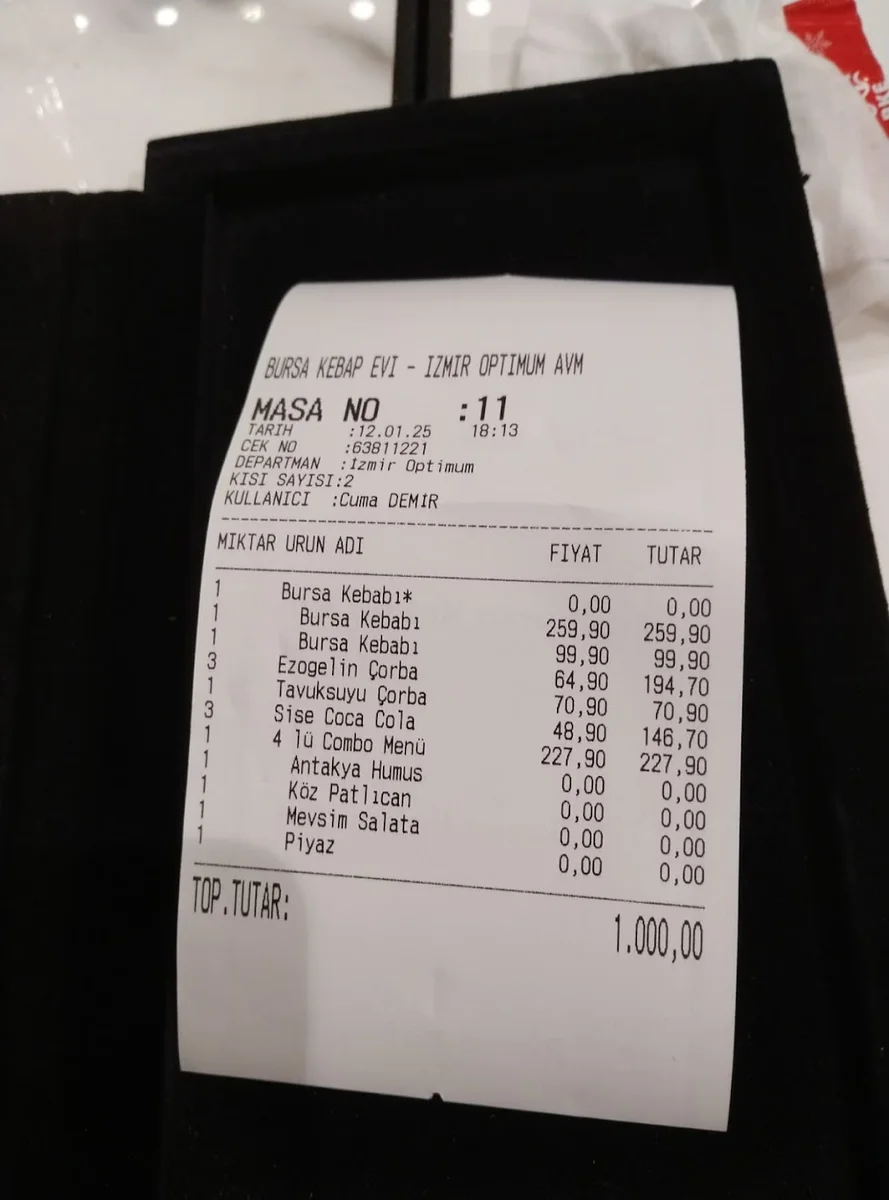 BURSA KEBAP EVI - IZMIR OPTIMUM AVM
MASA NO :11
TARIH :12.01.25 18:13
CEK NO :63811221
DEPARTMAN :Izmir Optimum
KISI SAYISI:2
KULLANICI :Cuma DEMİR
MIKTAR URUN ADI FIYAT TUTAR
1 Bursa Kebabı* 0,00 0,00
1 Bursa Kebabı 259,90 259,90
1 Bursa Kebabı 99,90 99,90
3 Ezogelin Çorba 64,90 194,70
1 Tavuksuyu Çorba 70,90 70,90
3 Sise Coca Cola 48,90 146,70
1 4 lü Combo Menü 227,90 227,90
1 Antakya Humus 0,00 0,00
1 Köz Patlıcan 0,00 0,00
1 Mevsim Salata 0,00 0,00
1 Piyaz 0,00 0,00
TOP.TUTAR: 1.000,00